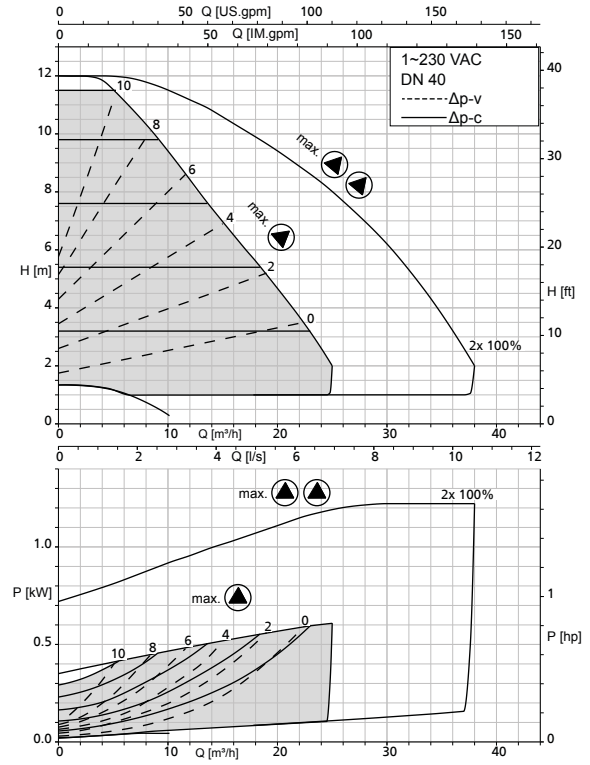 0 50 Q [US.gpm] 100 150
0 50 Q [IM.gpm] 100 150
1~230 VAC
DN 40
Δp-v
Δp-c
12
10
8
6
H [m]
4
2
0
40
30
20
H [ft]
10
0
10
8
6
4
2
0
max.
max.
2x 100%
0 10 Q [m³/h] 20 30 40
0 2 4 Q [l/s] 6 8 10 12
max.
2x 100%
max.
1.0
P [kW]
0.5
0.0
1
P [hp]
0
10 8 6 4 2 0
0 10 Q [m³/h] 20 30 40